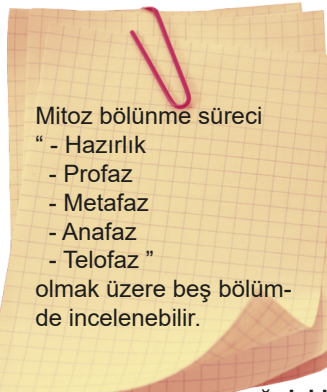 Mitoz bölünme süreci
“ - Hazırlık
- Profaz
- Metafaz
- Anafaz
- Telofaz ”
olmak üzere beş bölüm-
de incelenebilir.